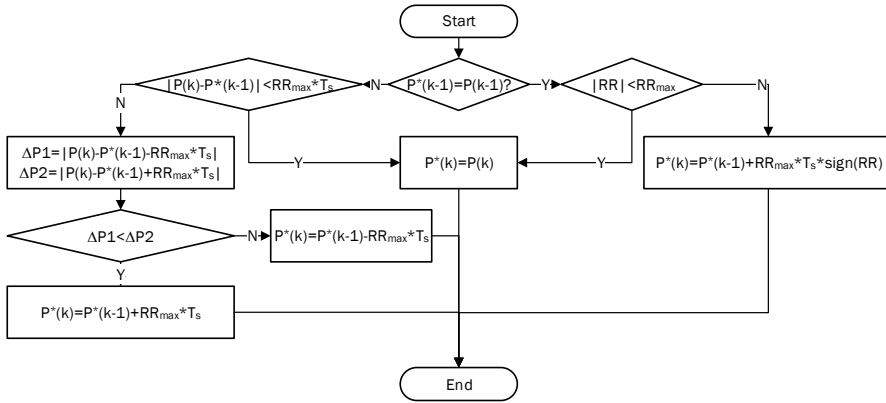 Start
|P(k)-P*(k-1)|<RRmax*Ts
N
P*(k-1)=P(k-1)?
Y
|RR|<RRmax
N
N
ΔP1=|P(k)-P*(k-1)-RRmax*Ts|
ΔP2=|P(k)-P*(k-1)+RRmax*Ts|
Y
P*(k)=P(k)
Y
P*(k)=P*(k-1)+RRmax*Ts*sign(RR)
ΔP1<ΔP2
N
P*(k)=P*(k-1)-RRmax*Ts
Y
P*(k)=P*(k-1)+RRmax*Ts
End